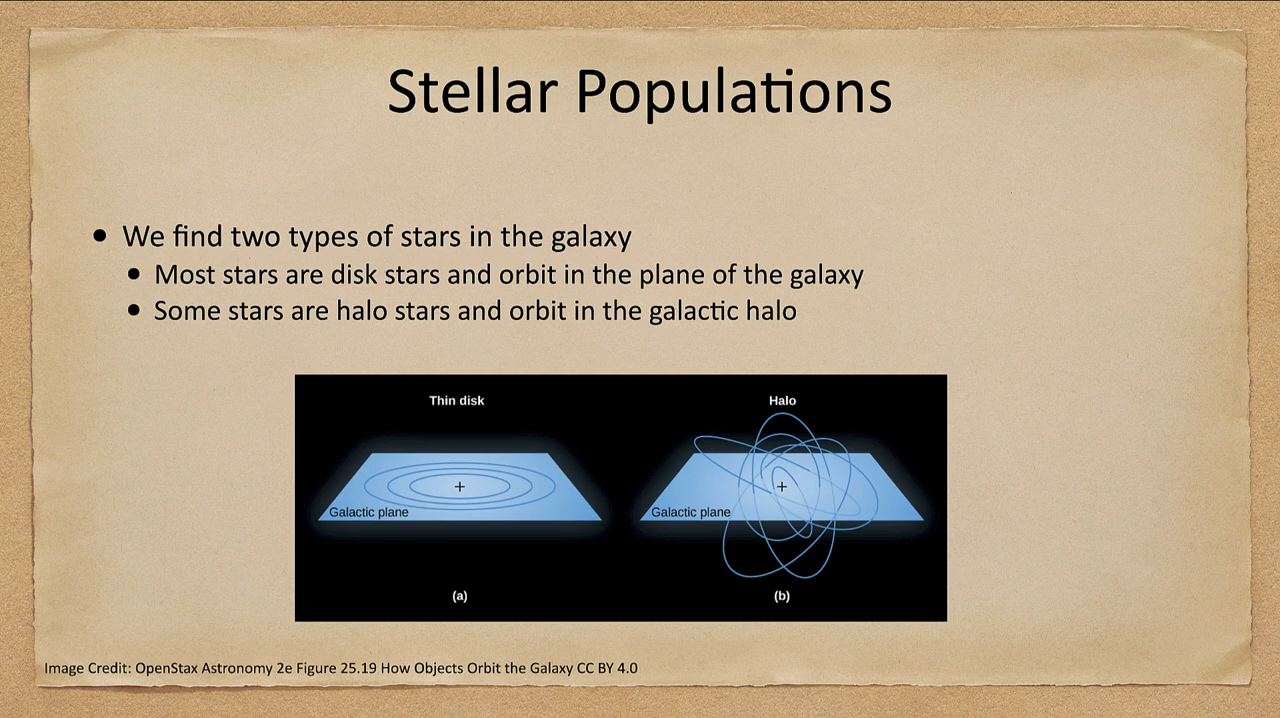 Stellar Populations
• We find two types of stars in the galaxy
• Most stars are disk stars and orbit in the plane of the galaxy
• Some stars are halo stars and orbit in the galactic halo
Thin disk
Halo
Galactic plane
Galactic plane
(a)
(b)
Image Credit: OpenStax Astronomy 2e Figure 25.19 How Objects Orbit the Galaxy CC BY 4.0